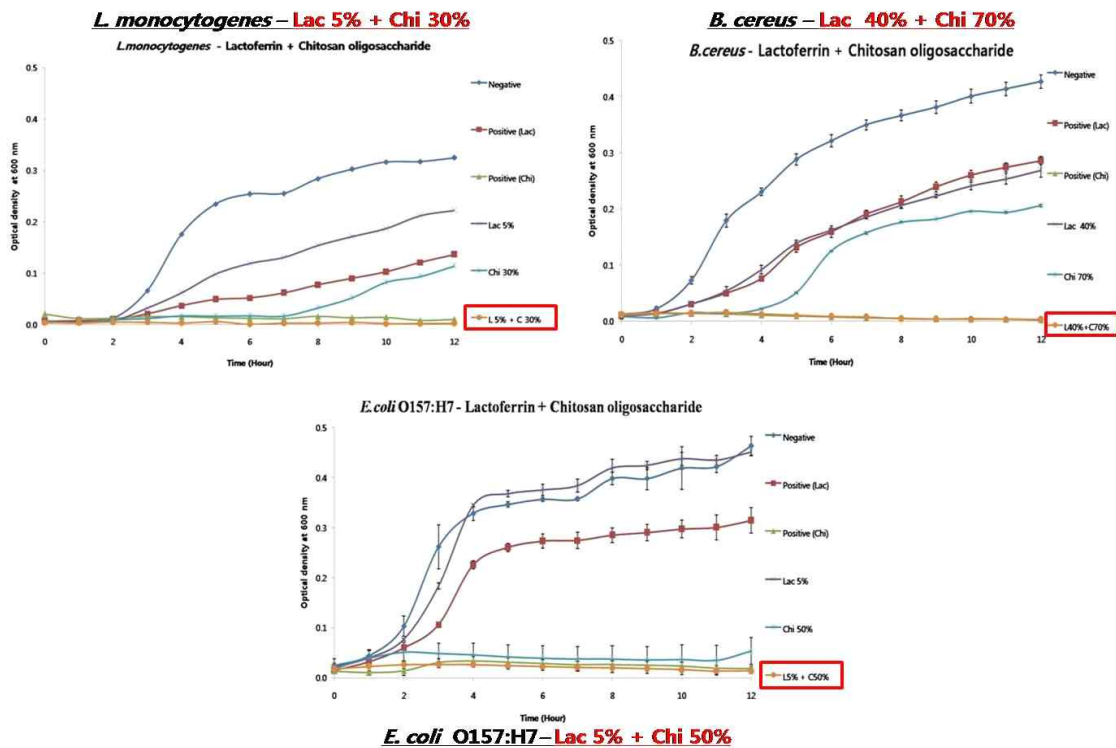 L. monocytogenes – Lac 5% + Chi 30%
L.monocytogenes - Lactoferrin + Chitosan oligosaccharide
0.5
0.4
0.3
0.2
0.1
0.0
Optical density at 600 nm
0 2 4 6 8 10 12
Time (Hour)
Negative
Positive (Lac)
Positive (Chi)
Lac 5%
Chi 30%
L 5% + C 30%
B. cereus – Lac 40% + Chi 70%
B.cereus - Lactoferrin + Chitosan oligosaccharide
0.5
0.4
0.3
0.2
0.1
0.0
Optical density at 600 nm
0 2 4 6 8 10 12
Time (Hour)
Negative
Positive (Lac)
Positive (Chi)
Lac 40%
Chi 70%
L40%+C70%
E.coli O157:H7 - Lactoferrin + Chitosan oligosaccharide
0.5
0.4
0.3
0.2
0.1
0.0
Optical density at 600 nm
0 2 4 6 8 10 12
Time (Hour)
Negative
Positive (Lac)
Positive (Chi)
Lac 5%
Chi 50%
L5% + C50%
E. coli O157:H7–Lac 5% + Chi 50%